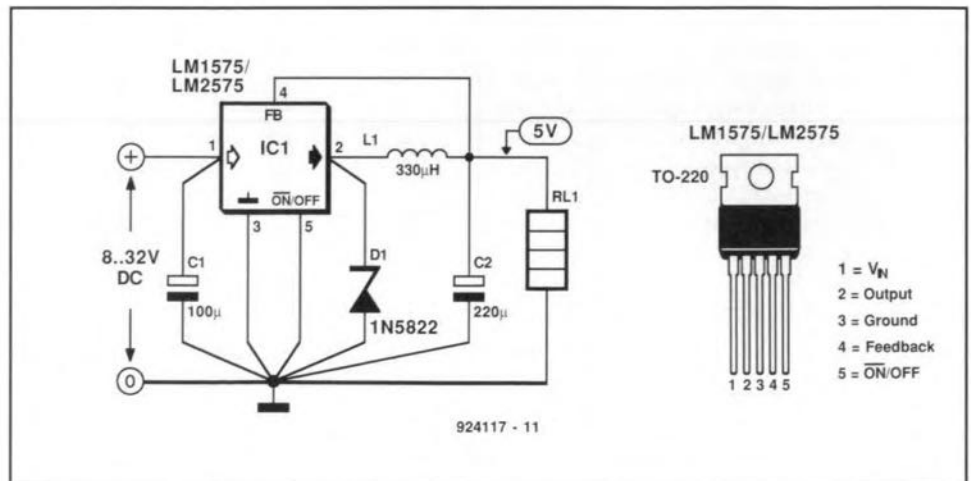 LM1575/
LM2575
4
FB
1
IC1
2
L1
330µH
5V
ON/OFF
3
5
RL1
+
8..32V
DC
0
C1
100µ
D1
1N5822
C2
220µ
924117 - 11
LM1575/LM2575
TO-220
1 2 3 4 5
1 = VIN
2 = Output
3 = Ground
4 = Feedback
5 = ON/OFF